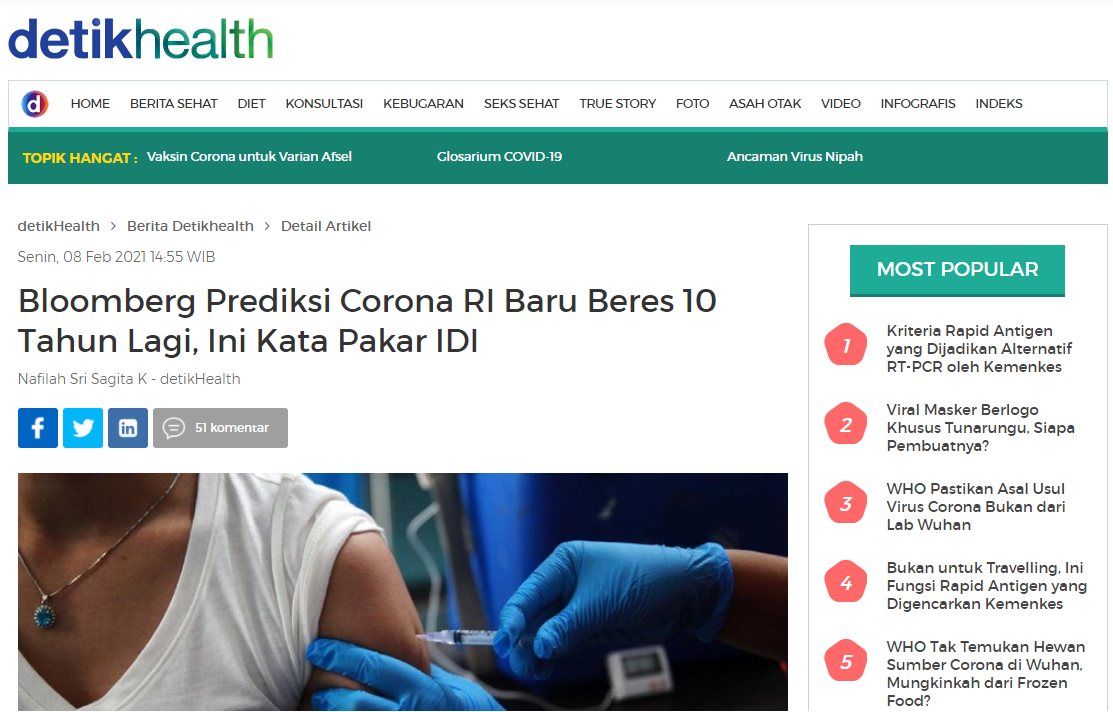 detikhealth
d HOME BERITA SEHAT DIET KONSULTASI KEBUGARAN SEKS SEHAT TRUE STORY FOTO ASAH OTAK VIDEO INFOGRAFIS INDEKS
TOPIK HANGAT : Vaksin Corona untuk Varian Afsel Glosarium COVID-19 Ancaman Virus Nipah
detikHealth > Berita Detikhealth > Detail Artikel
Senin, 08 Feb 2021 14:55 WIB
Bloomberg Prediksi Corona RI Baru Beres 10
Tahun Lagi, Ini Kata Pakar IDI
Nafilah Sri Sagita K - detikHealth
51 komentar
MOST POPULAR
1
Kriteria Rapid Antigen
yang Dijadikan Alternatif
RT-PCR oleh Kemenkes
2
Viral Masker Berlogo
Khusus Tunarungu, Siapa
Pembuatnya?
3
WHO Pastikan Asal Usul
Virus Corona Bukan dari
Lab Wuhan
4
Bukan untuk Travelling, Ini
Fungsi Rapid Antigen yang
Digencarkan Kemenkes
5
WHO Tak Temukan Hewan
Sumber Corona di Wuhan,
Mungkinkah dari Frozen
Food?